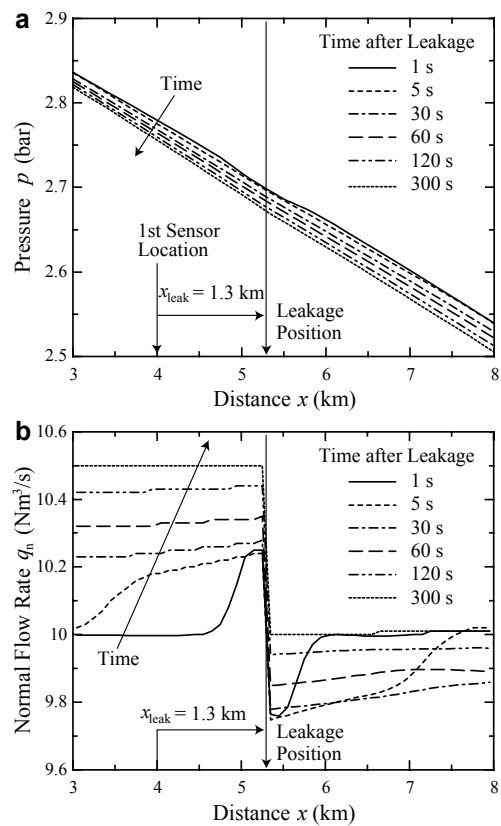 a
2.9
2.8
2.7
2.6
2.5
Pressure p (bar)
Time after Leakage
1 s
5 s
30 s
60 s
120 s
300 s
Time
1st Sensor
Location
xleak = 1.3 km
Leakage
Position
3 4 5 6 7 8
Distance x (km)
b
10.6
10.4
10.2
10
9.8
9.6
Normal Flow Rate qn (Nm³/s)
Time after Leakage
1 s
5 s
30 s
60 s
120 s
300 s
Time
xleak = 1.3 km
Leakage
Position
3 4 5 6 7 8
Distance x (km)